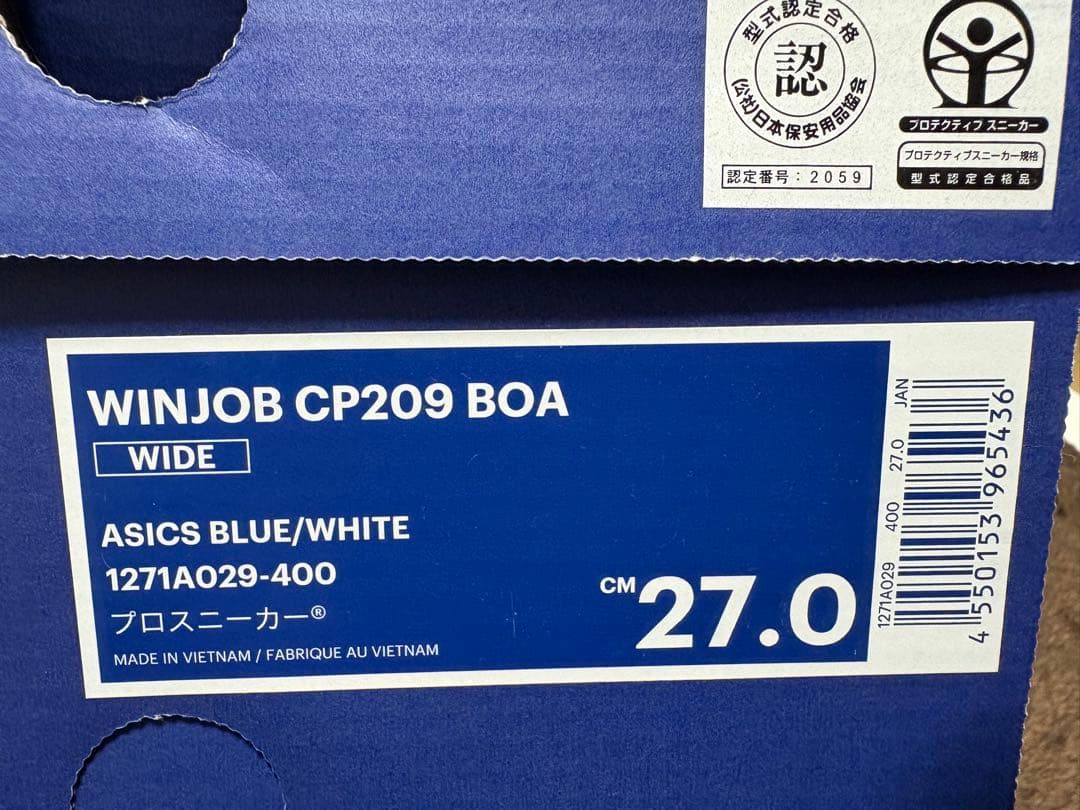 型式認定合格
認
(公社)日本保安用品協会
認定番号：2059
プロテクティブ スニーカー
プロテクティブスニーカー規格
型式認定合格品
WINJOB CP209 BOA
WIDE
ASICS BLUE/WHITE
1271A029-400
プロスニーカー®
MADE IN VIETNAM / FABRIQUE AU VIETNAM
CM 27.0
1271A029 400 27.0 JAN
4 550153 965436